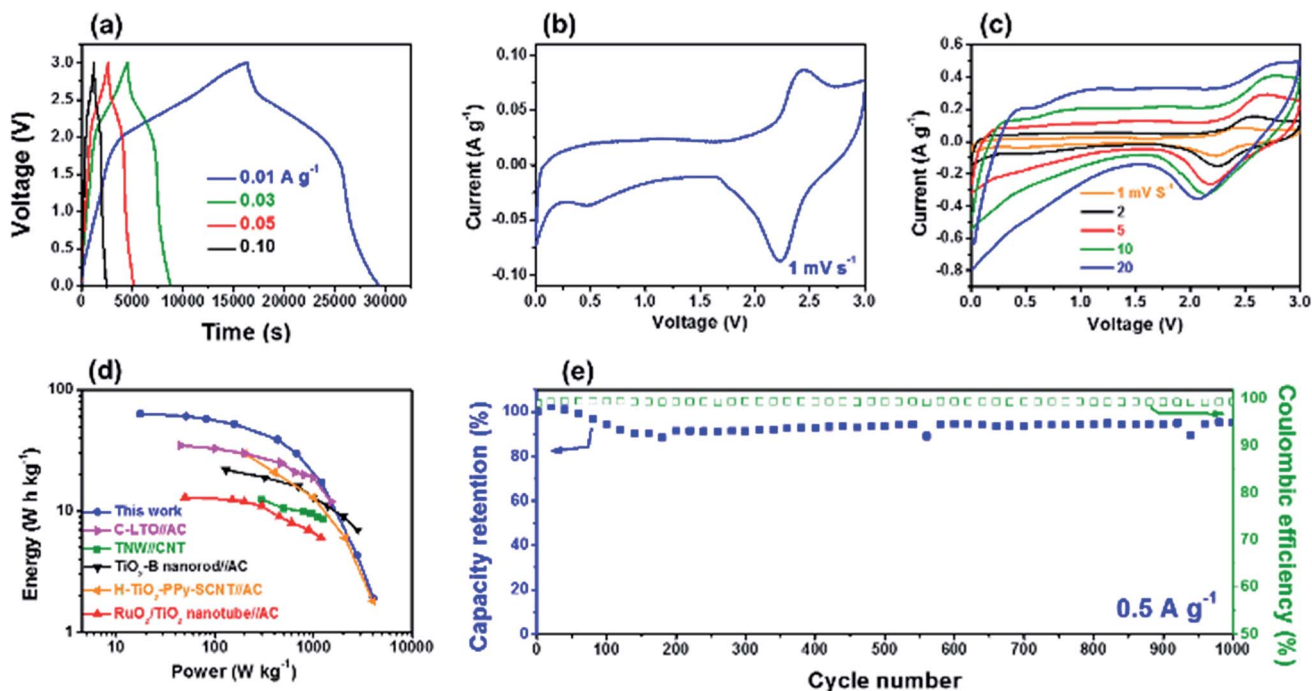 (a)
Voltage (V)
3.0
2.5
2.0
1.5
1.0
0.5
0.0
0.01 A g⁻¹
0.03
0.05
0.10
0 5000 10000 15000 20000 25000 30000
Time (s)
(b)
Current (A g⁻¹)
0.10
0.05
0.00
-0.05
-0.10
1 mV s⁻¹
0.0 0.5 1.0 1.5 2.0 2.5 3.0
Voltage (V)
(c)
Current (A g⁻¹)
0.6
0.4
0.2
0.0
-0.2
-0.4
-0.6
-0.8
1 mV S⁻¹
2
5
10
20
0.0 0.5 1.0 1.5 2.0 2.5 3.0
Voltage (V)
(d)
Energy (W h kg⁻¹)
100
10
1
This work
C-LTO//AC
TNW//CNT
TiO₂-B nanorod//AC
H-TiO₂-PPy-SCNT//AC
RuO₂/TiO₂ nanotube//AC
10 100 1000 10000
Power (W kg⁻¹)
(e)
Capacity retention (%)
100
80
60
40
20
0
0.5 A g⁻¹
100
90
80
70
60
50
Coulombic efficiency (%)
0 100 200 300 400 500 600 700 800 900 1000
Cycle number